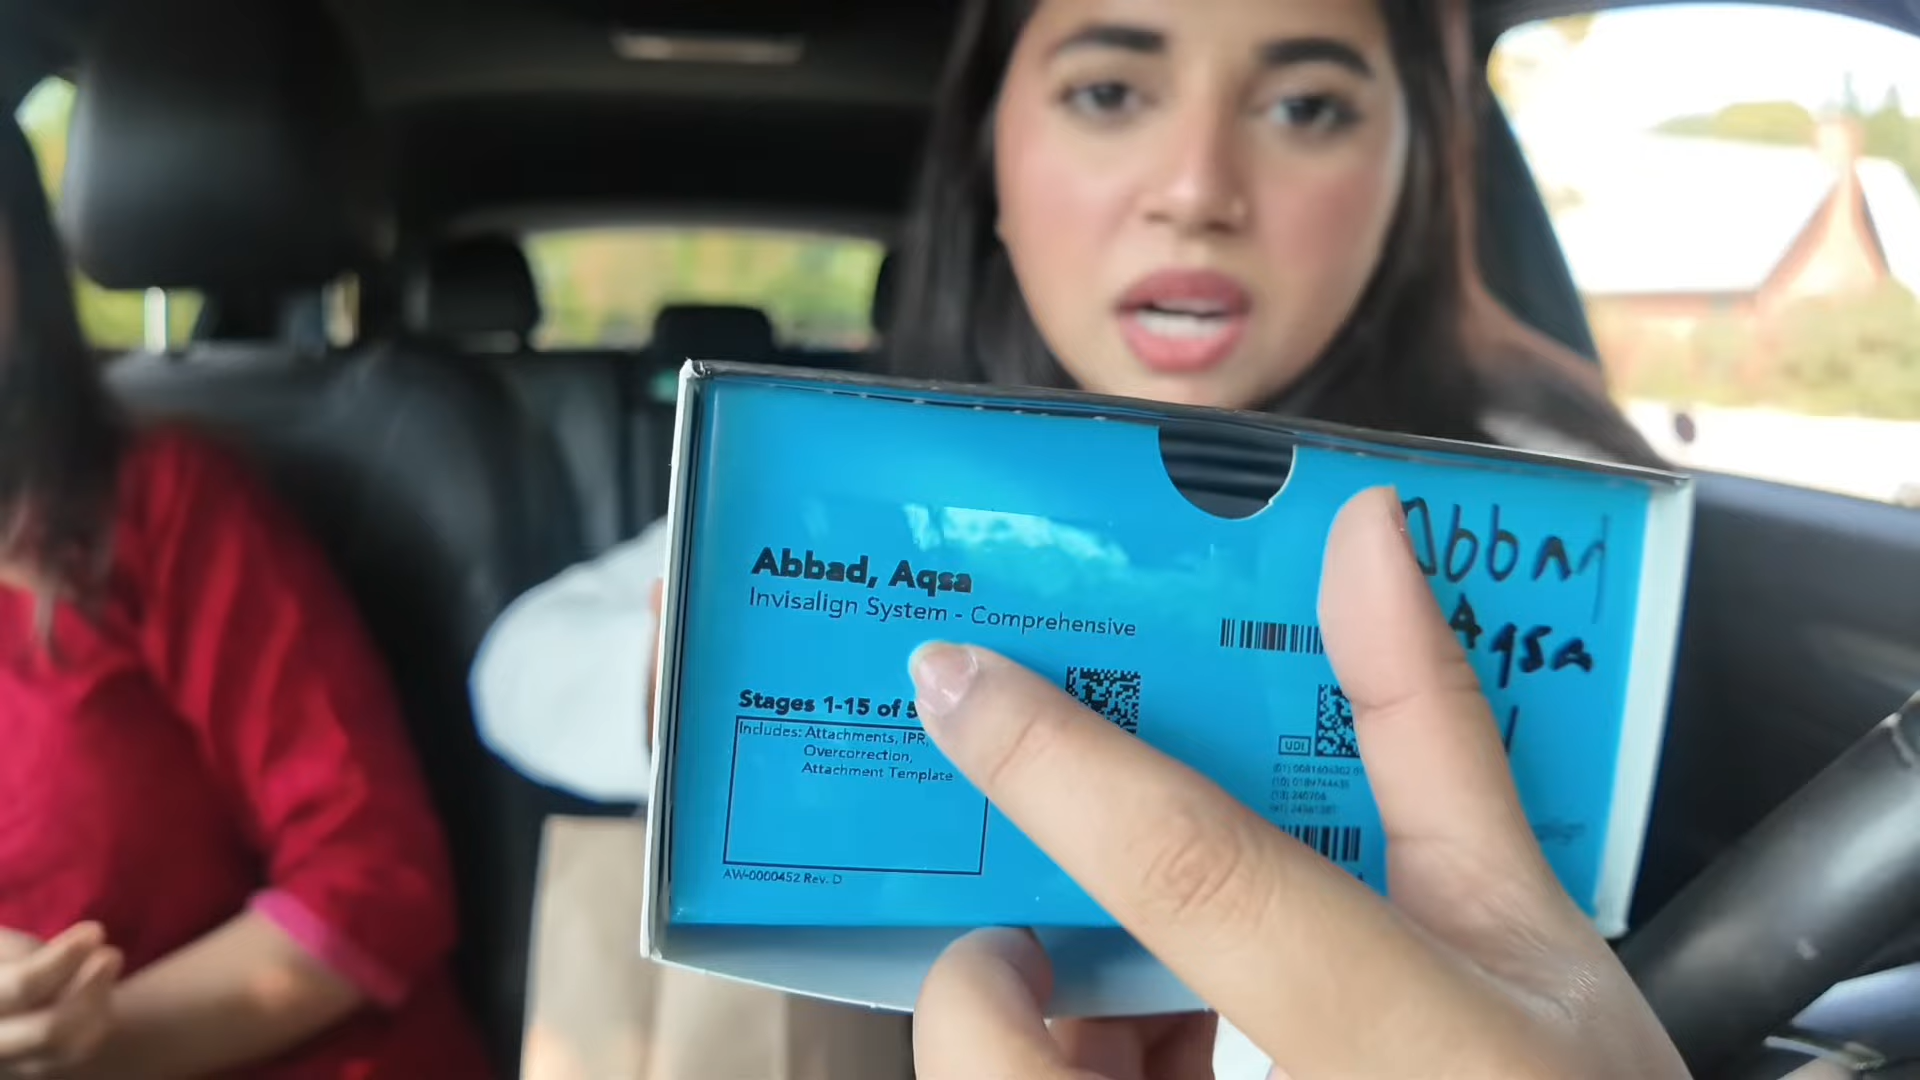 Abbad, Aqsa
Invisalign System - Comprehensive
Stages 1-15 of 5
Includes: Attachments, IPR,
Overcorrection,
Attachment Template
AW-0000452 Rev. D
Aqsa
UDI